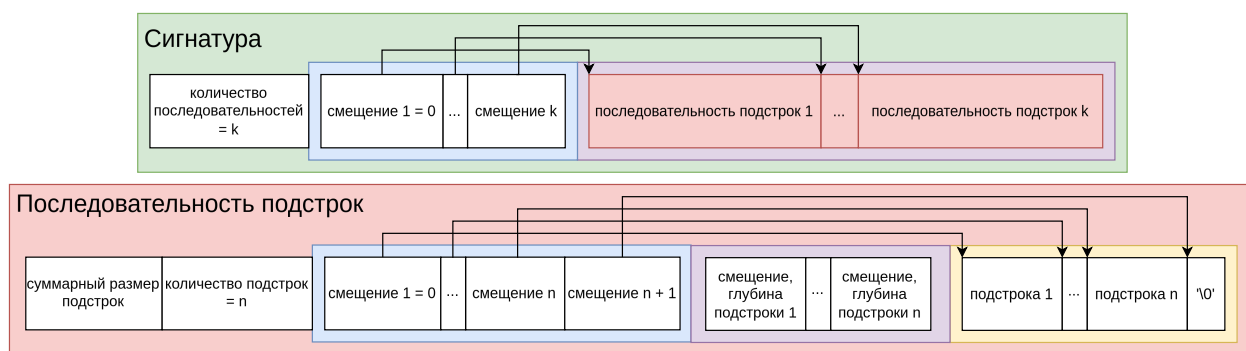 Сигнатура
количество
последовательностей
= k
смещение 1 = 0
...
смещение k
последовательность подстрок 1
...
последовательность подстрок k
Последовательность подстрок
суммарный размер
подстрок
количество подстрок
= n
смещение 1 = 0
...
смещение n
смещение n + 1
смещение,
глубина
подстроки 1
...
смещение,
глубина
подстроки n
подстрока 1
...
подстрока n
'\0'